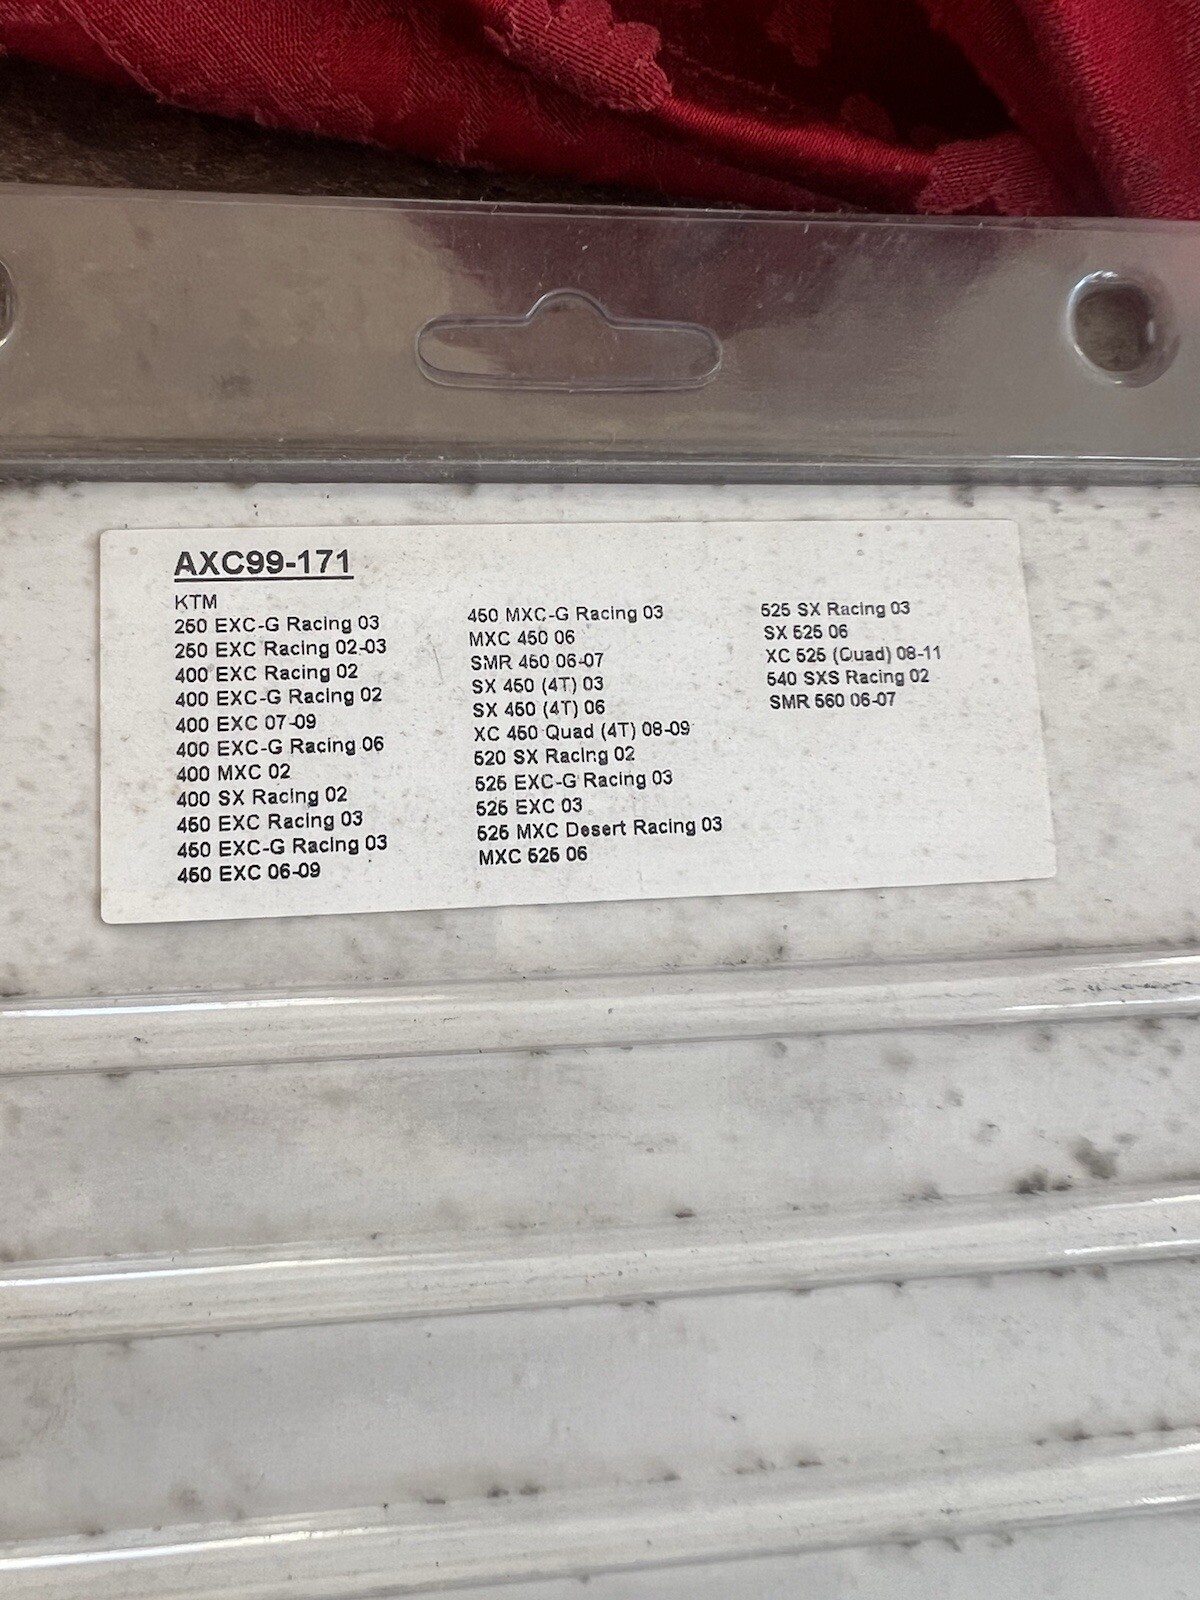 AXC99-171
KTM
250 EXC-G Racing 03
250 EXC Racing 02-03
400 EXC Racing 02
400 EXC-G Racing 02
400 EXC 07-09
400 EXC-G Racing 06
400 MXC 02
400 SX Racing 02
450 EXC Racing 03
450 EXC-G Racing 03
450 EXC 06-09
450 MXC-G Racing 03
MXC 450 06
SMR 450 06-07
SX 450 (4T) 03
SX 450 (4T) 06
XC 450 Quad (4T) 08-09
520 SX Racing 02
525 EXC-G Racing 03
525 EXC 03
525 MXC Desert Racing 03
MXC 525 06
525 SX Racing 03
SX 525 06
XC 525 (Quad) 08-11
540 SXS Racing 02
SMR 560 06-07